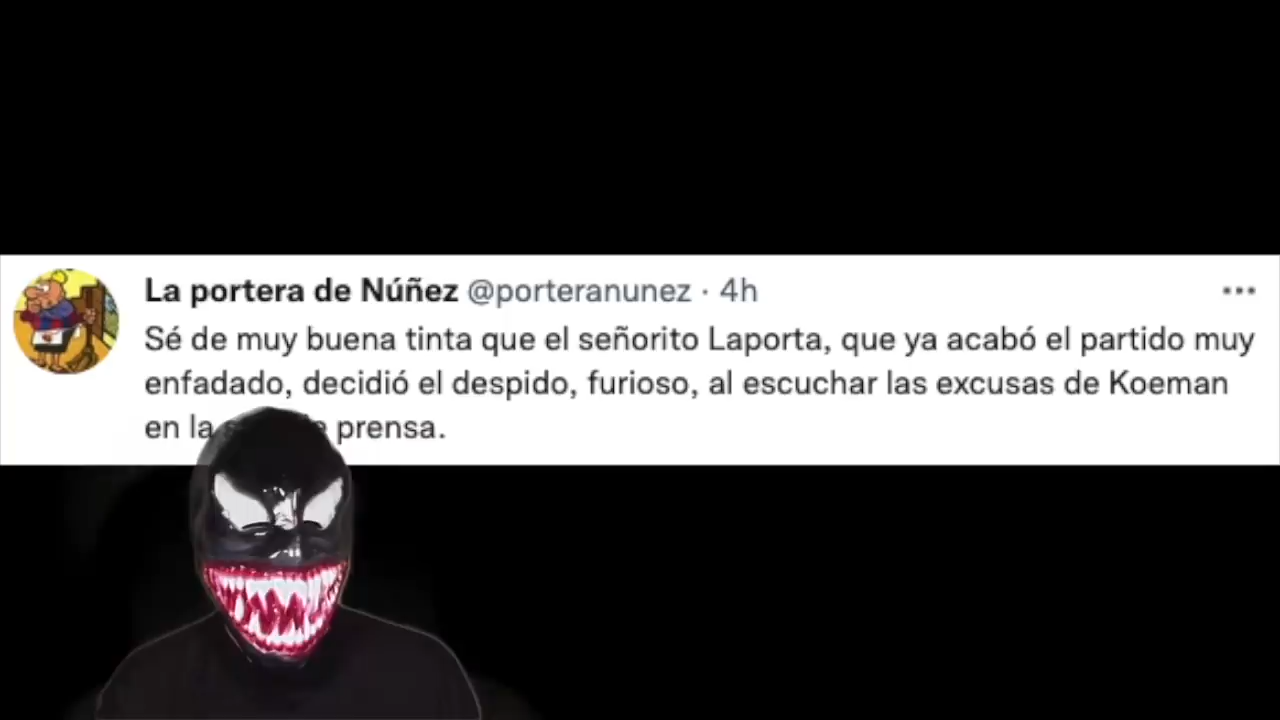 La portera de Núñez @porteranunez · 4h
Sé de muy buena tinta que el señorito Laporta, que ya acabó el partido muy
enfadado, decidió el despido, furioso, al escuchar las excusas de Koeman
en la prensa.